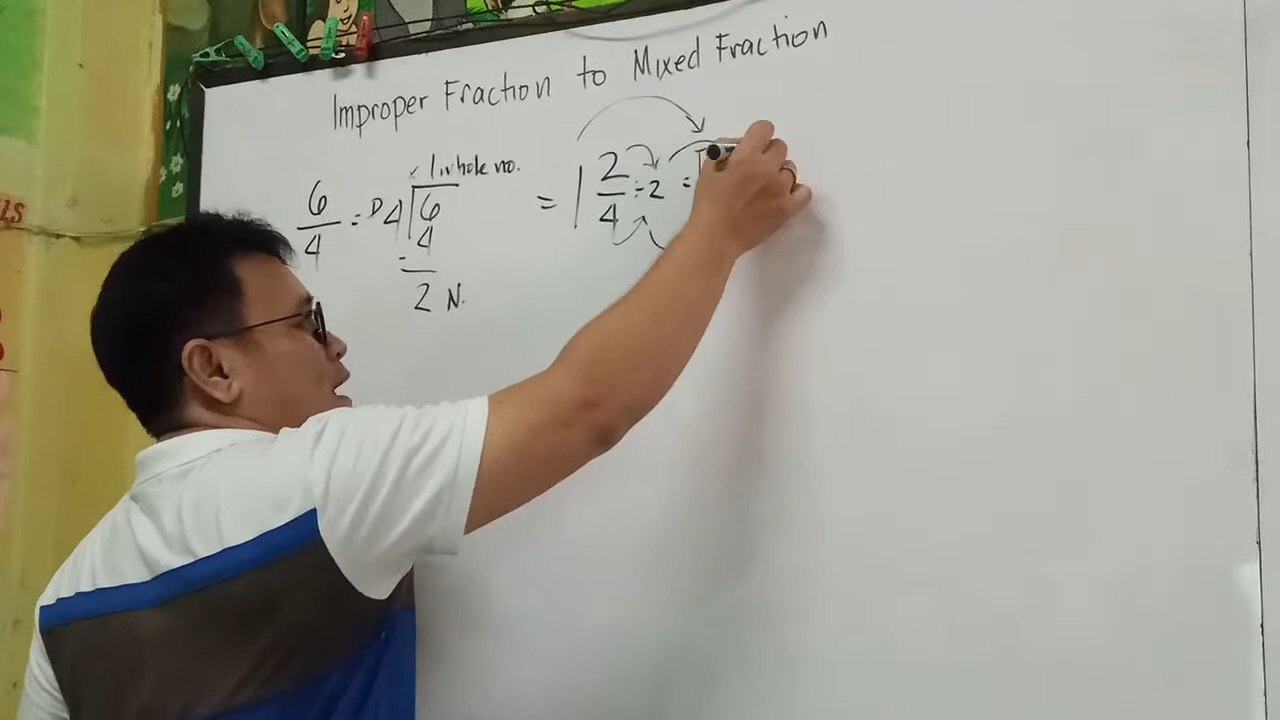 Improper Fraction to Mixed Fraction
1 whole no.
6/4 = D 4 6 = 1 2/4 ÷ 2 =
- 4
2 N.